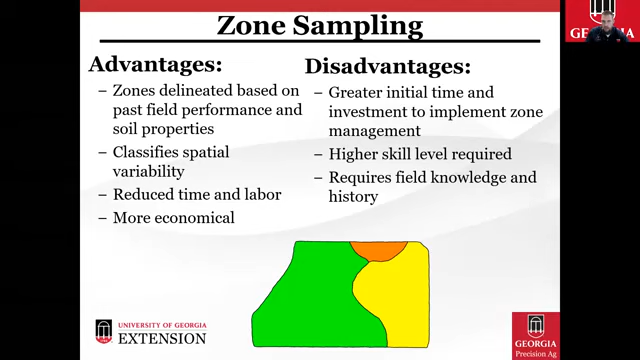 Zone Sampling
GEORGIA
Advantages:
– Zones delineated based on
past field performance and
soil properties
– Classifies spatial
variability
– Reduced time and labor
– More economical
Disadvantages:
– Greater initial time and
investment to implement zone
management
– Higher skill level required
– Requires field knowledge and
history
UNIVERSITY OF GEORGIA
EXTENSION
GEORGIA
Precision Ag